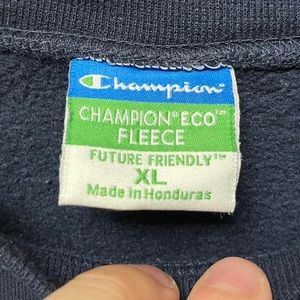 Champion
CHAMPION® ECO™
FLEECE
FUTURE FRIENDLY™
XL
Made in Honduras